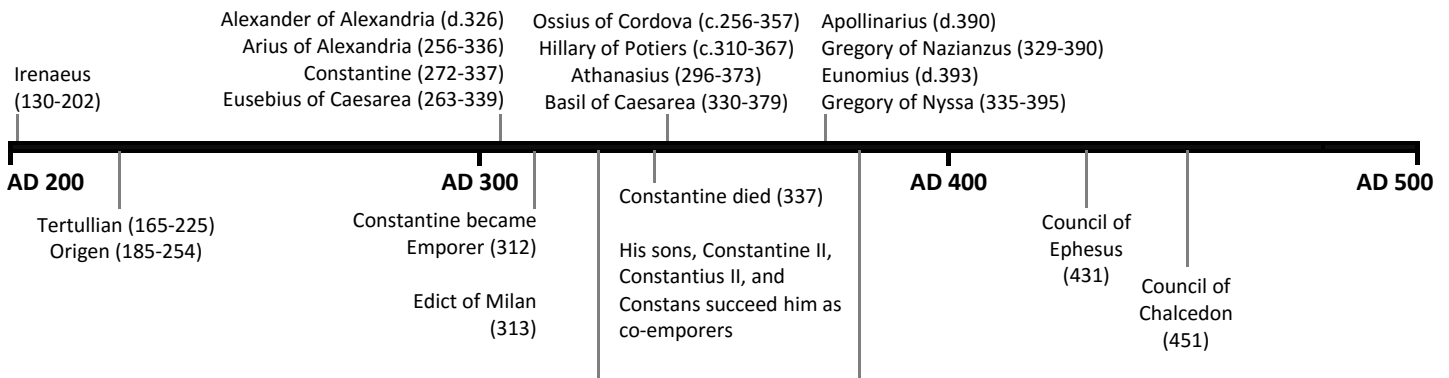 Irenaeus
(130-202)
Alexander of Alexandria (d.326)
Arius of Alexandria (256-336)
Constantine (272-337)
Eusebius of Caesarea (263-339)
Ossius of Cordova (c.256-357)
Hillary of Potiers (c.310-367)
Athanasius (296-373)
Basil of Caesarea (330-379)
Apollinarius (d.390)
Gregory of Nazianzus (329-390)
Eunomius (d.393)
Gregory of Nyssa (335-395)
AD 200
AD 300
AD 400
AD 500
Tertullian (165-225)
Origen (185-254)
Constantine became
Emporer (312)
Edict of Milan
(313)
Constantine died (337)
His sons, Constantine II,
Constantius II, and
Constans succeed him as
co-emporers
Council of
Ephesus
(431)
Council of
Chalcedon
(451)